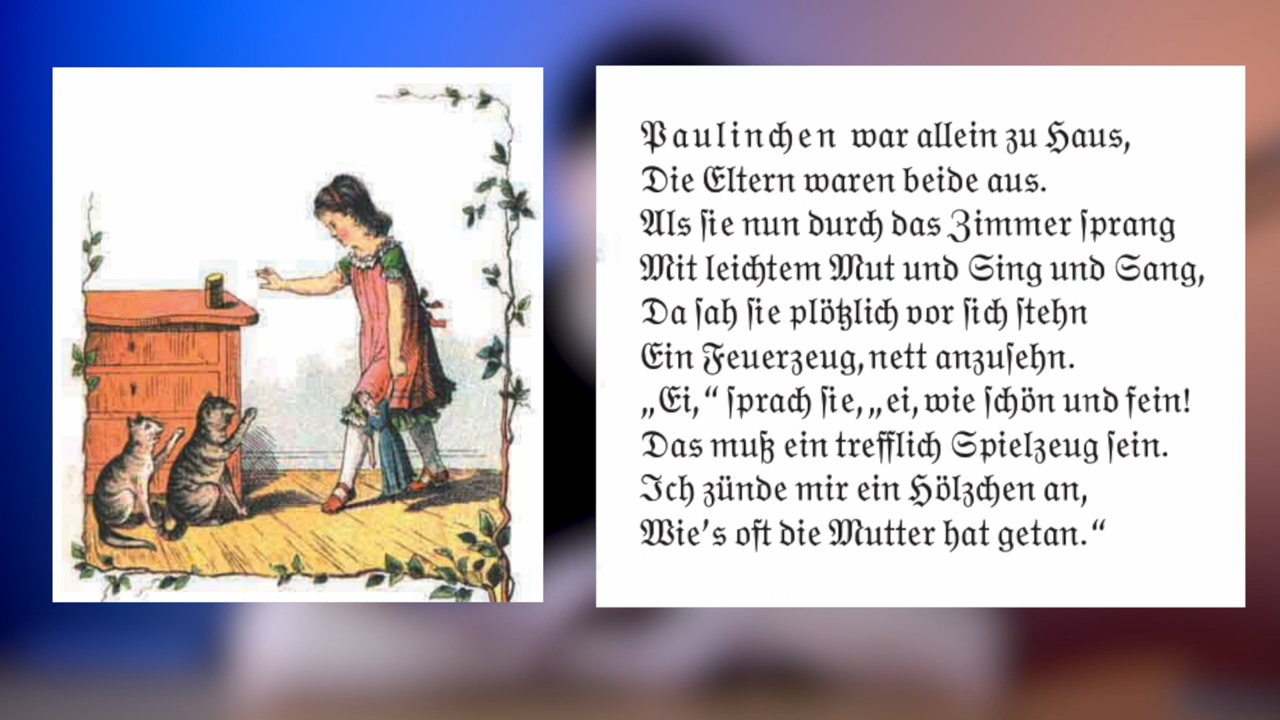 Paulinchen war allein zu Haus,
Die Eltern waren beide aus.
Als ſie nun durch das Zimmer ſprang
Mit leichtem Mut und Sing und Sang,
Da ſah ſie plötzlich vor ſich ſtehn
Ein Feuerzeug, nett anzuſehn.
„Ei,“ ſprach ſie, „ei, wie ſchön und fein!
Das muß ein trefflich Spielzeug ſein.
Ich zünde mir ein Hölzchen an,
Wie's oft die Mutter hat getan.“